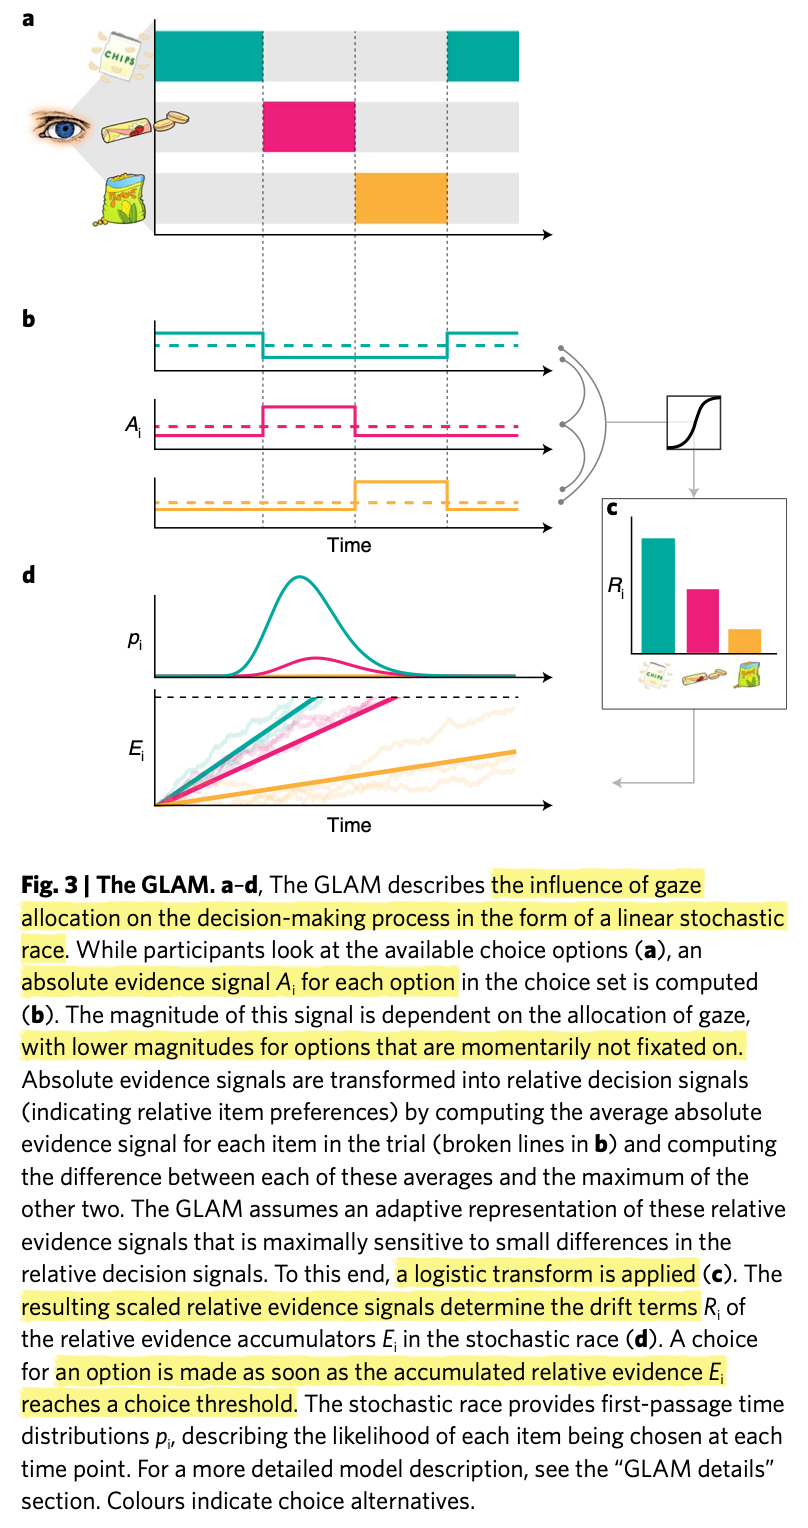 a
CHIPS
b
Ai
Time
c
Ri
CHIPS
d
pi
Ei
Time
Fig. 3 | The GLAM. a–d, The GLAM describes the influence of gaze
allocation on the decision-making process in the form of a linear stochastic
race. While participants look at the available choice options (a), an
absolute evidence signal Ai for each option in the choice set is computed
(b). The magnitude of this signal is dependent on the allocation of gaze,
with lower magnitudes for options that are momentarily not fixated on.
Absolute evidence signals are transformed into relative decision signals
(indicating relative item preferences) by computing the average absolute
evidence signal for each item in the trial (broken lines in b) and computing
the difference between each of these averages and the maximum of the
other two. The GLAM assumes an adaptive representation of these relative
evidence signals that is maximally sensitive to small differences in the
relative decision signals. To this end, a logistic transform is applied (c). The
resulting scaled relative evidence signals determine the drift terms Ri of
the relative evidence accumulators Ei in the stochastic race (d). A choice
for an option is made as soon as the accumulated relative evidence Ei
reaches a choice threshold. The stochastic race provides first-passage time
distributions pi, describing the likelihood of each item being chosen at each
time point. For a more detailed model description, see the “GLAM details”
section. Colours indicate choice alternatives.